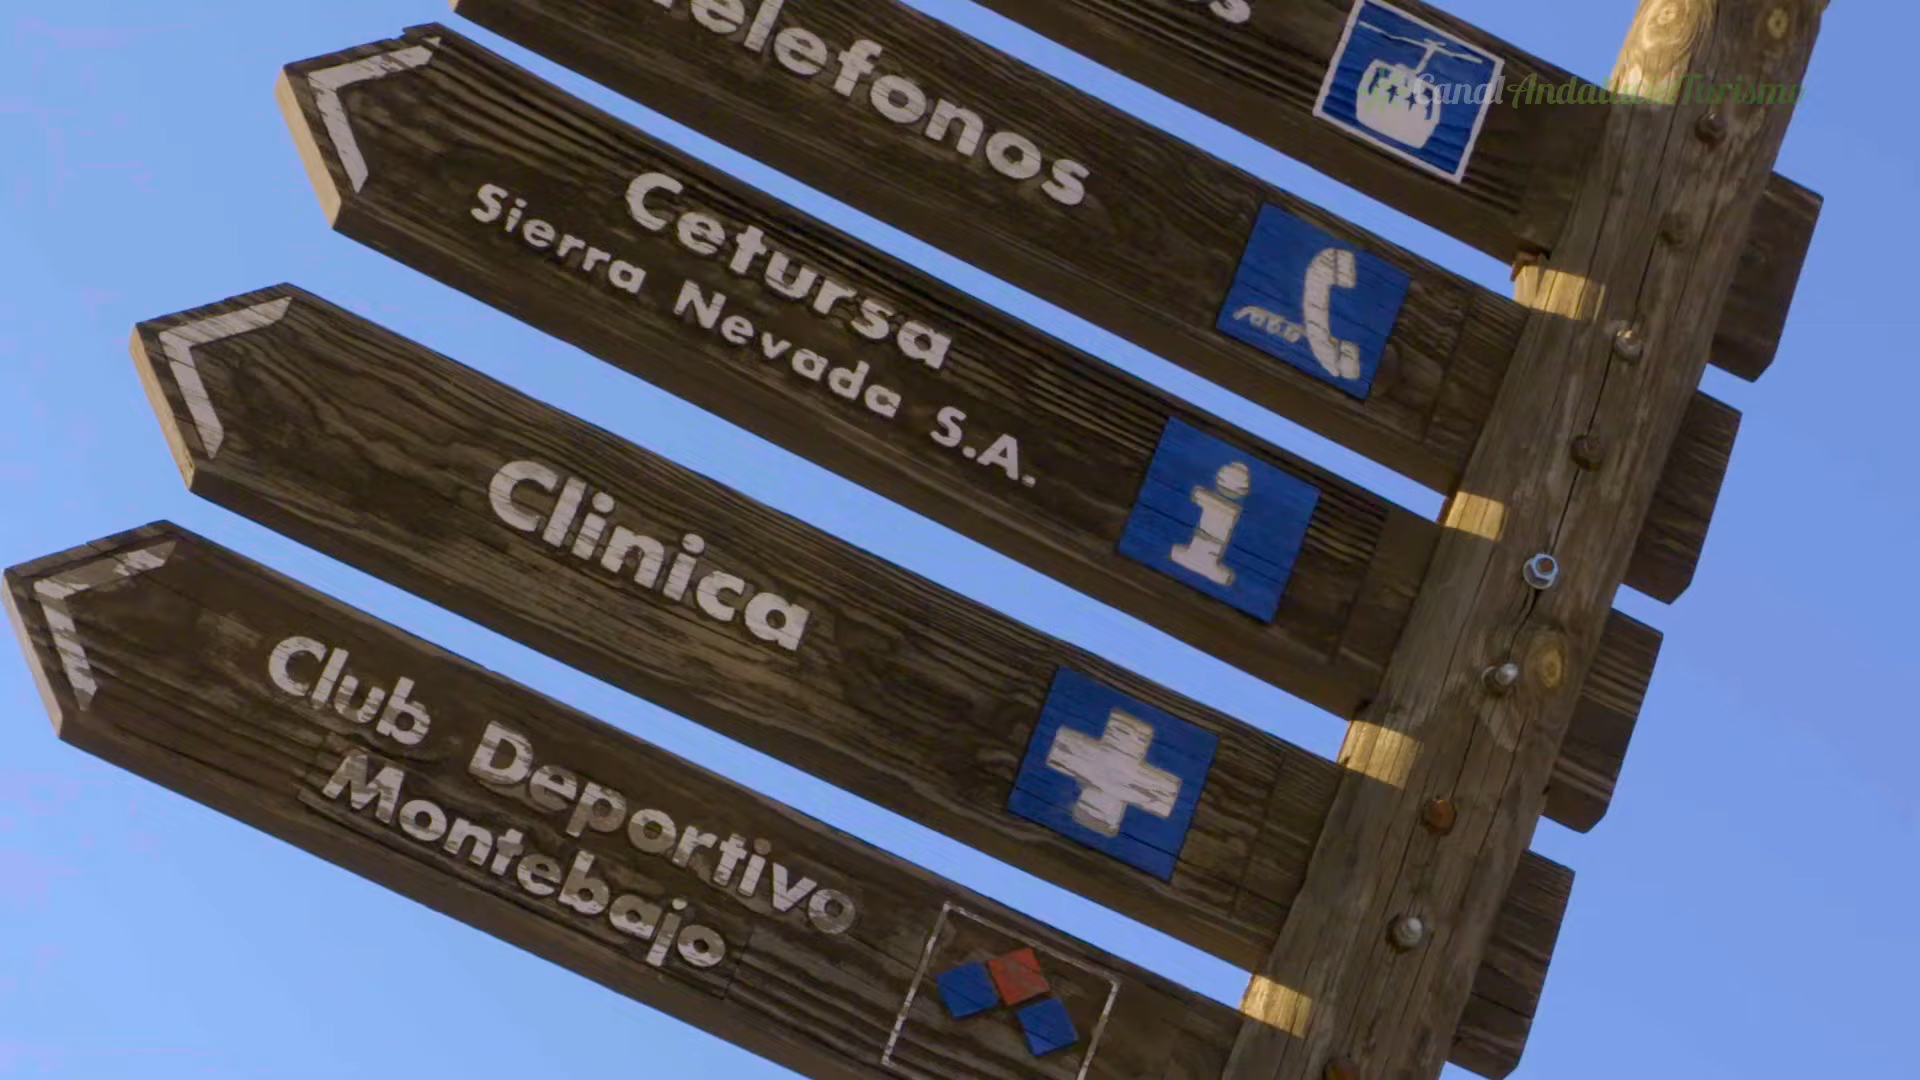 Canal Andalucía Turismo
elefonos
Cetursa
Sierra Nevada S.A.
Clinica
Club Deportivo
Montebajo